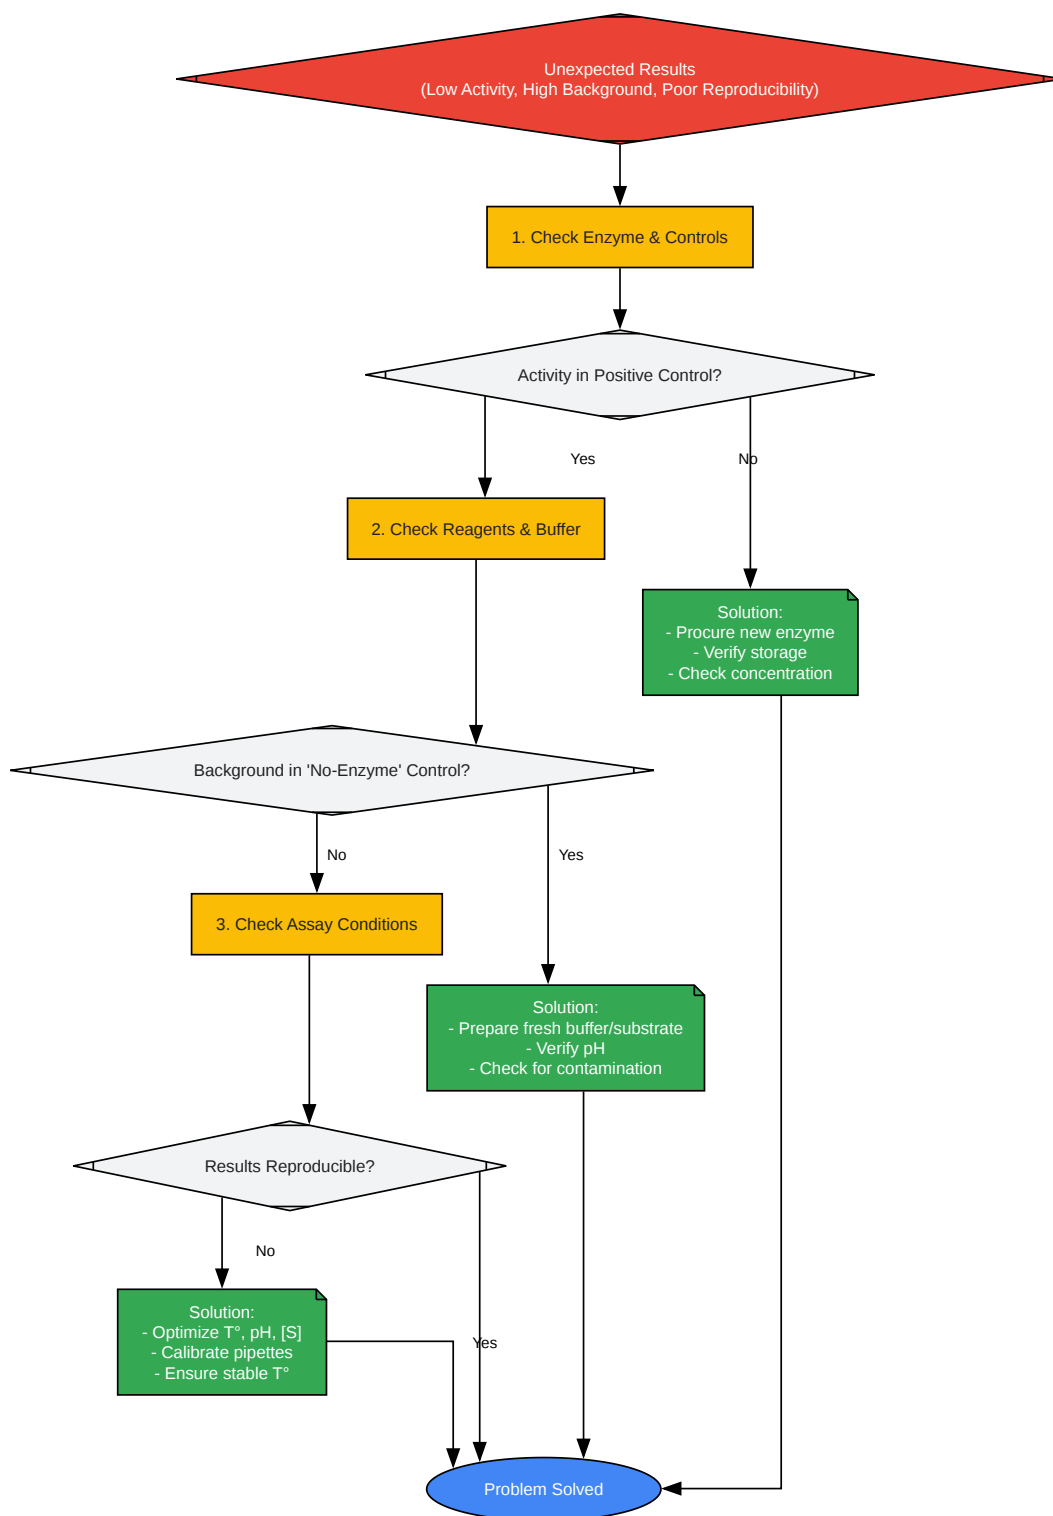 Unexpected Results
(Low Activity, High Background, Poor Reproducibility)
1. Check Enzyme & Controls
Activity in Positive Control?
Yes
No
2. Check Reagents & Buffer
Solution:
- Procure new enzyme
- Verify storage
- Check concentration
Background in 'No-Enzyme' Control?
No
Yes
3. Check Assay Conditions
Solution:
- Prepare fresh buffer/substrate
- Verify pH
- Check for contamination
Results Reproducible?
No
Solution:
- Optimize T°, pH, [S]
- Calibrate pipettes
- Ensure stable T°
Yes
Problem Solved